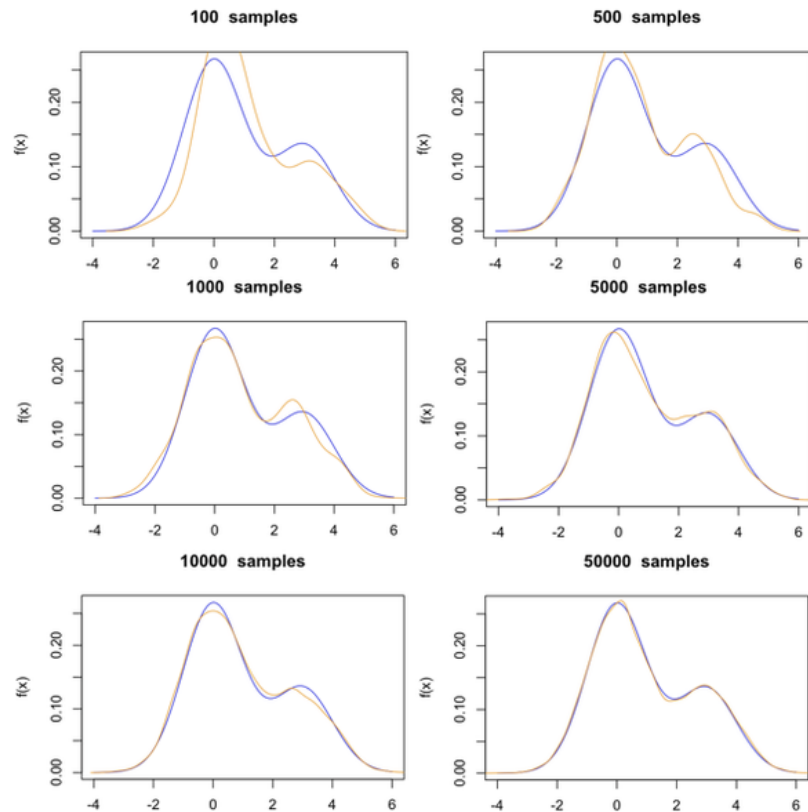 100 samples
500 samples
f(x)
0.00 0.10 0.20
-4 -2 0 2 4 6
f(x)
0.00 0.10 0.20
-4 -2 0 2 4 6
1000 samples
5000 samples
f(x)
0.00 0.10 0.20
-4 -2 0 2 4 6
f(x)
0.00 0.10 0.20
-4 -2 0 2 4 6
10000 samples
50000 samples
f(x)
0.00 0.10 0.20
-4 -2 0 2 4 6
f(x)
0.00 0.10 0.20
-4 -2 0 2 4 6